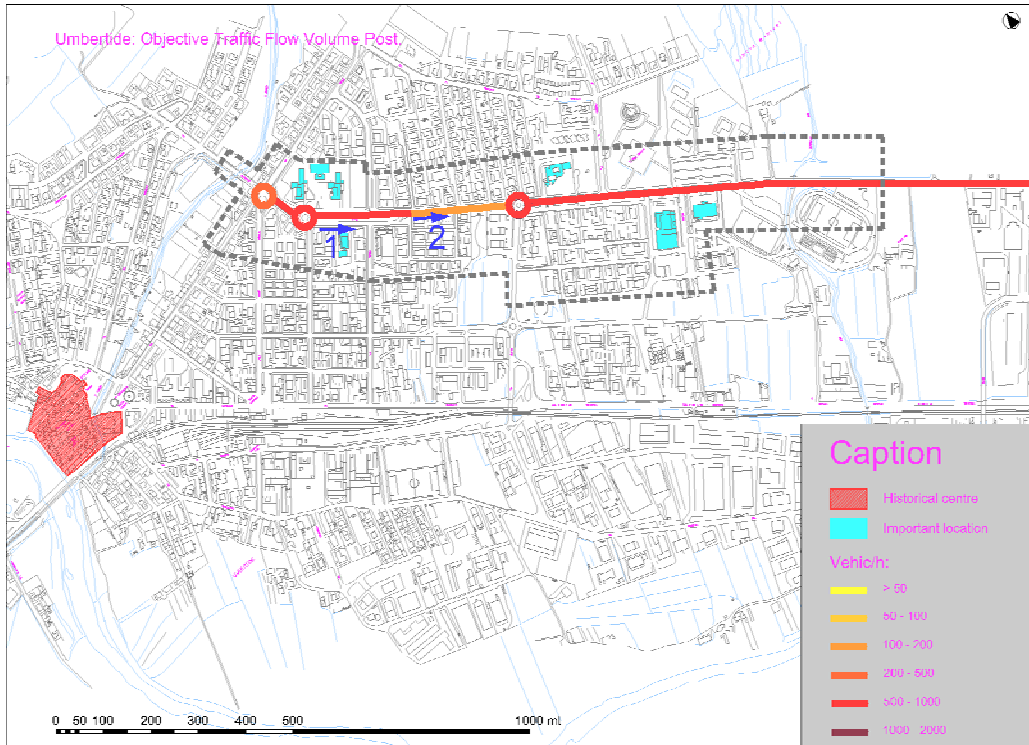 Umbertide: Objective Traffic Flow Volume Post.
1
2
Caption
Historical centre
Important location
Vehic/h:
> 50
50 - 100
100 - 200
200 - 500
500 - 1000
1000 - 2000
0 50 100 200 300 400 500 1000 mt